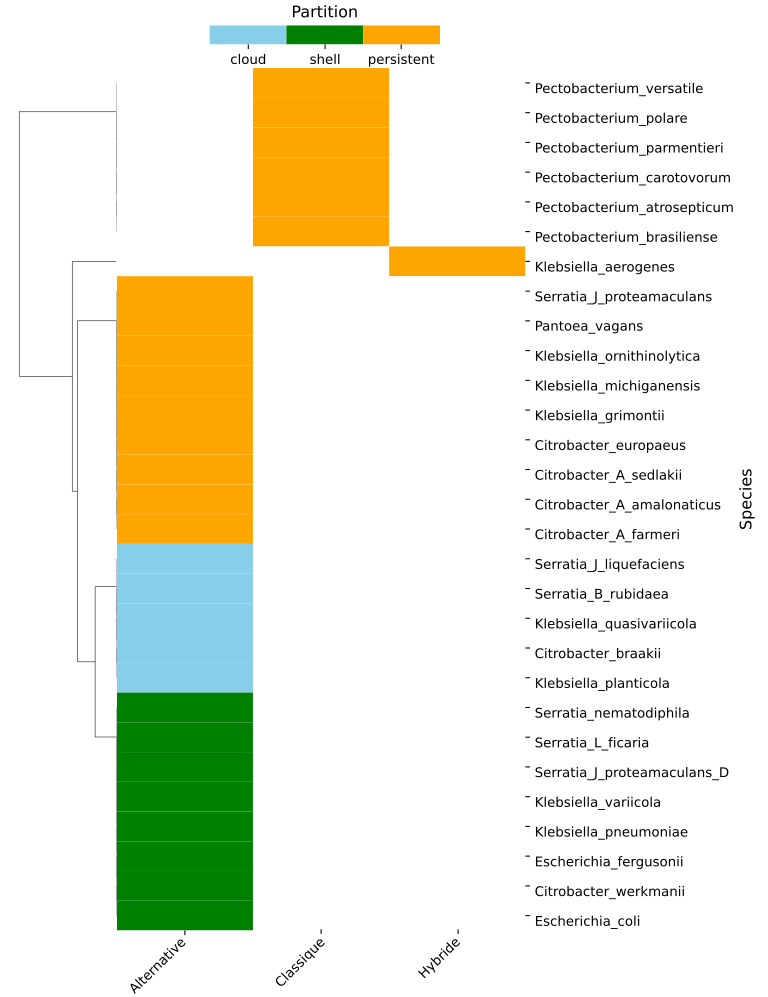 Partition
cloud shell persistent
Pectobacterium_versatile
Pectobacterium_polare
Pectobacterium_parmentieri
Pectobacterium_carotovorum
Pectobacterium_atrosepticum
Pectobacterium_brasiliense
Klebsiella_aerogenes
Serratia_J_proteamaculans
Pantoea_vagans
Klebsiella_ornithinolytica
Klebsiella_michiganensis
Klebsiella_grimontii
Citrobacter_europaeus
Citrobacter_A_sedlakii
Citrobacter_A_amalonaticus
Citrobacter_A_farmeri
Serratia_J_liquefaciens
Serratia_B_rubidaea
Klebsiella_quasivariicola
Citrobacter_braakii
Klebsiella_planticola
Serratia_nematodiphila
Serratia_L_ficaria
Serratia_J_proteamaculans_D
Klebsiella_variicola
Klebsiella_pneumoniae
Escherichia_fergusonii
Citrobacter_werkmanii
Escherichia_coli
Species
Alternative
Classique
Hybride